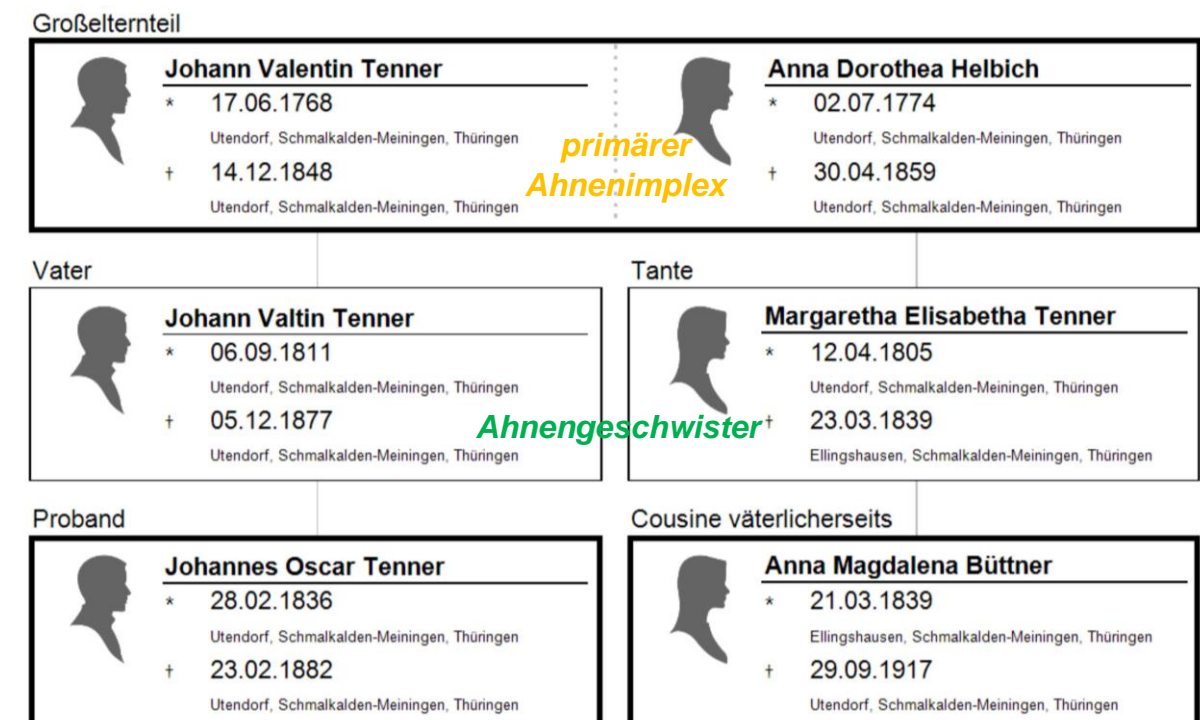 Großelternteil
Johann Valentin Tenner
* 17.06.1768
Utendorf, Schmalkalden-Meiningen, Thüringen
† 14.12.1848
Utendorf, Schmalkalden-Meiningen, Thüringen
primärer
Ahnenimplex
Anna Dorothea Helbich
* 02.07.1774
Utendorf, Schmalkalden-Meiningen, Thüringen
† 30.04.1859
Utendorf, Schmalkalden-Meiningen, Thüringen
Vater
Johann Valtin Tenner
* 06.09.1811
Utendorf, Schmalkalden-Meiningen, Thüringen
† 05.12.1877
Utendorf, Schmalkalden-Meiningen, Thüringen
Ahnengeschwister
Tante
Margaretha Elisabetha Tenner
* 12.04.1805
Utendorf, Schmalkalden-Meiningen, Thüringen
† 23.03.1839
Ellingshausen, Schmalkalden-Meiningen, Thüringen
Proband
Johannes Oscar Tenner
* 28.02.1836
Utendorf, Schmalkalden-Meiningen, Thüringen
† 23.02.1882
Utendorf, Schmalkalden-Meiningen, Thüringen
Cousine väterlicherseits
Anna Magdalena Büttner
* 21.03.1839
Ellingshausen, Schmalkalden-Meiningen, Thüringen
† 29.09.1917
Utendorf, Schmalkalden-Meiningen, Thüringen